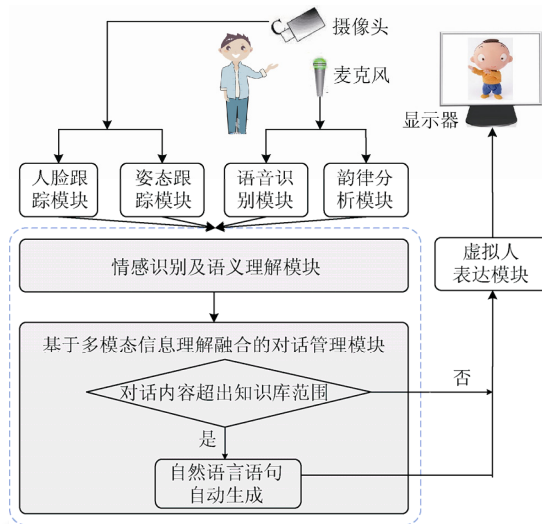 摄像头
麦克风
显示器
人脸跟
踪模块
姿态跟
踪模块
语音识
别模块
韵律分
析模块
情感识别及语义理解模块
虚拟人
表达模块
基于多模态信息理解融合的对话管理模块
对话内容超出知识库范围
否
是
自然语言语句
自动生成